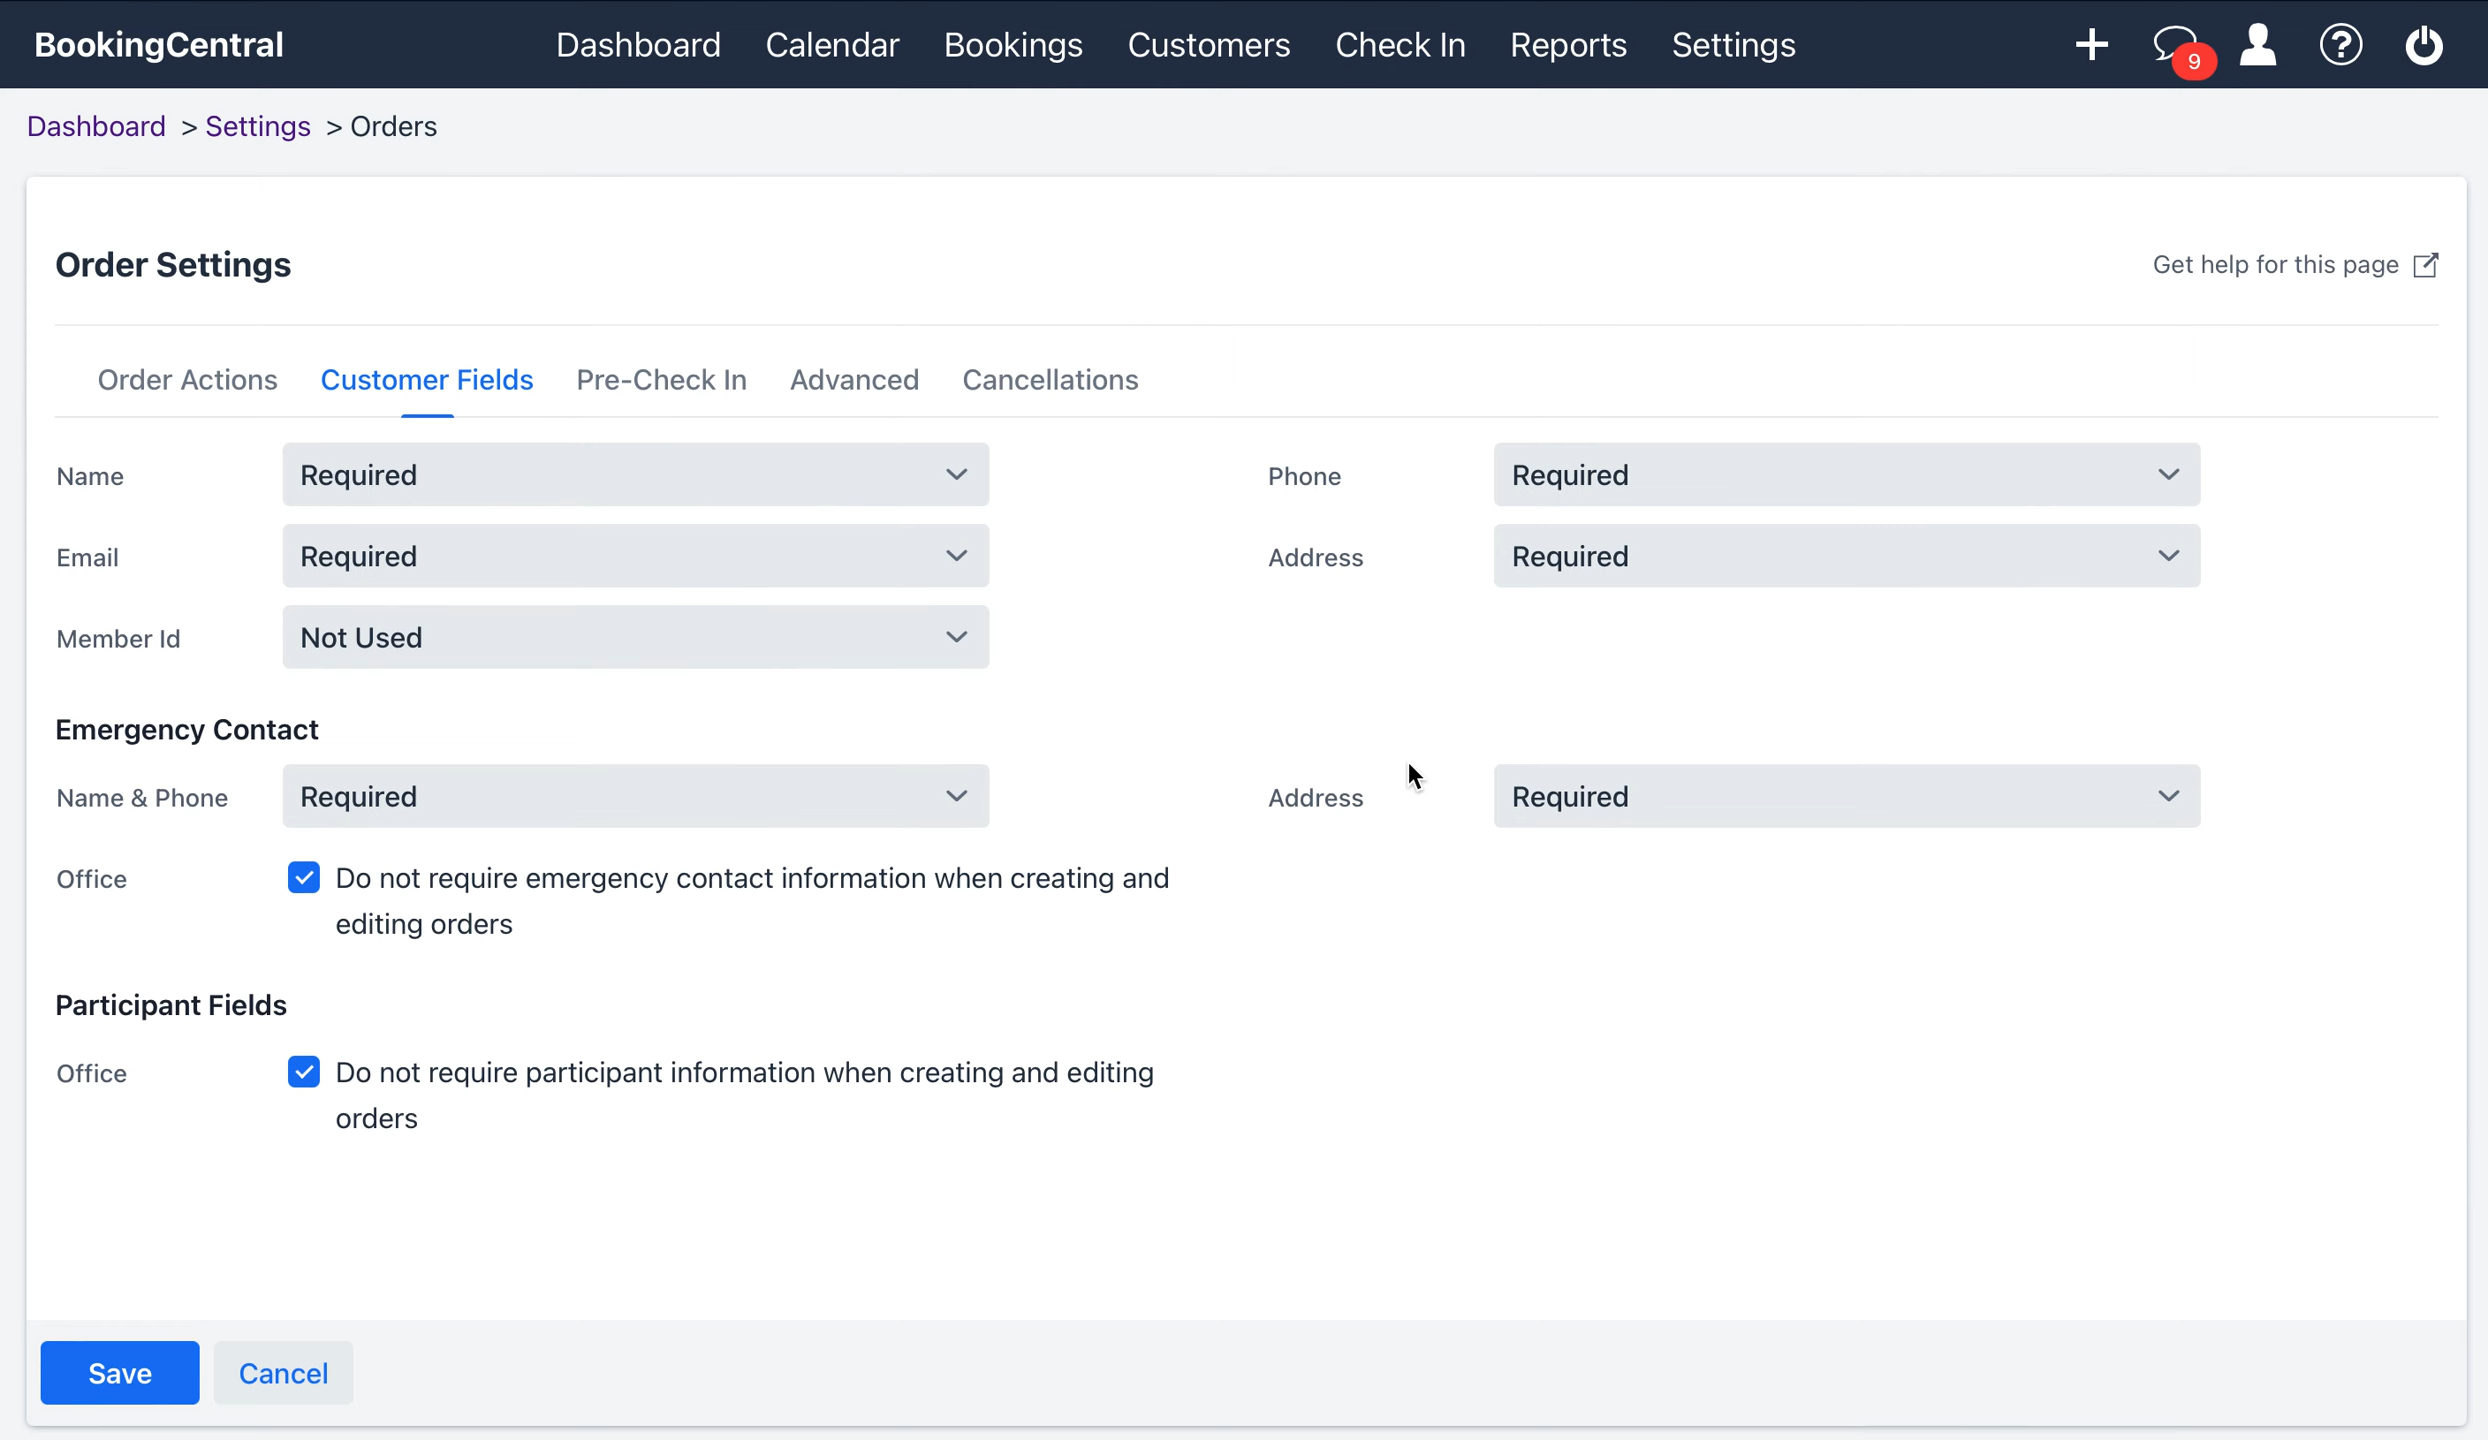 BookingCentral Dashboard Calendar Bookings Customers Check In Reports Settings 9
Dashboard > Settings > Orders
Order Settings Get help for this page
Order Actions Customer Fields Pre-Check In Advanced Cancellations
Name Required Phone Required
Email Required Address Required
Member Id Not Used
Emergency Contact
Name & Phone Required Address Required
Office Do not require emergency contact information when creating and
editing orders
Participant Fields
Office Do not require participant information when creating and editing
orders
Save Cancel